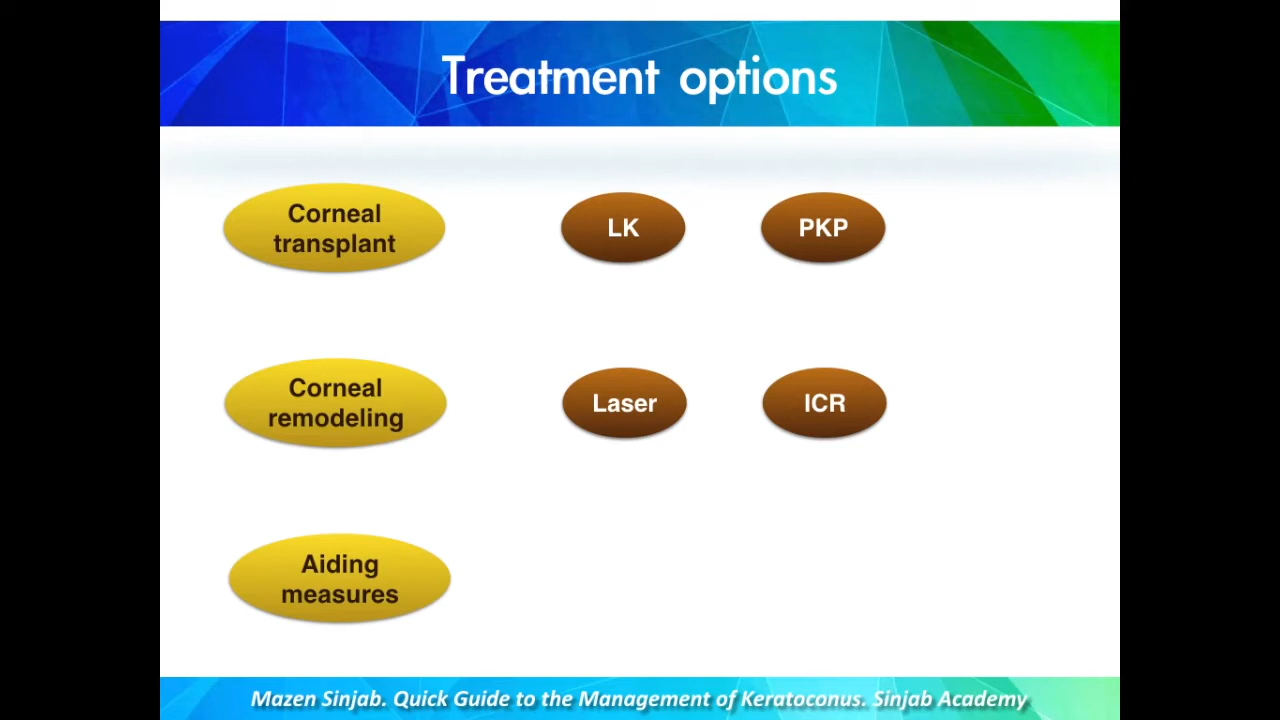 Treatment options
Corneal
transplant
LK
PKP
Corneal
remodeling
Laser
ICR
Aiding
measures
Mazen Sinjab. Quick Guide to the Management of Keratoconus. Sinjab Academy